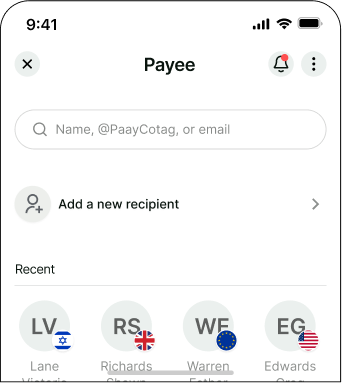 9:41
Payee
Name, @PaayCotag, or email
Add a new recipient
Recent
LV RS WE EG
Lane Richards Warren Edwards
Victoria Shawn Esther Greg